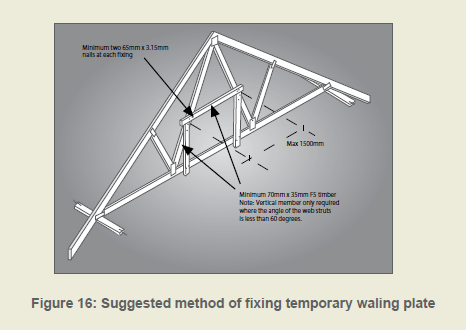 Minimum two 65mm x 3.15mm
nails at each fixing
Max 1500mm
Minimum 70mm x 35mm F5 timber
Note: Vertical member only required
where the angle of the web struts
is less than 60 degrees.
Figure 16: Suggested method of fixing temporary waling plate